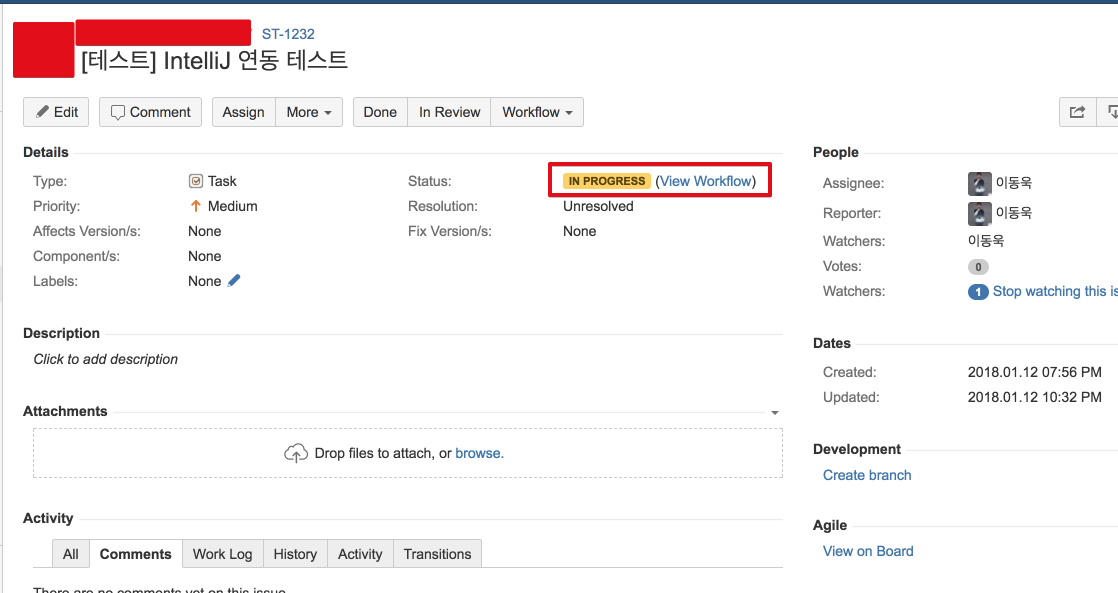 ST-1232
[테스트] IntelliJ 연동 테스트
Edit Comment Assign More Done In Review Workflow
Details
Type: Task
Priority: Medium
Affects Version/s: None
Component/s: None
Labels: None
Status: IN PROGRESS (View Workflow)
Resolution: Unresolved
Fix Version/s: None
Description
Click to add description
Attachments
Drop files to attach, or browse.
Activity
All Comments Work Log History Activity Transitions
There are no comments yet on this issue.
People
Assignee: 이동욱
Reporter: 이동욱
Watchers: 이동욱
Votes: 0
Watchers: 1 Stop watching this is
Dates
Created: 2018.01.12 07:56 PM
Updated: 2018.01.12 10:32 PM
Development
Create branch
Agile
View on Board